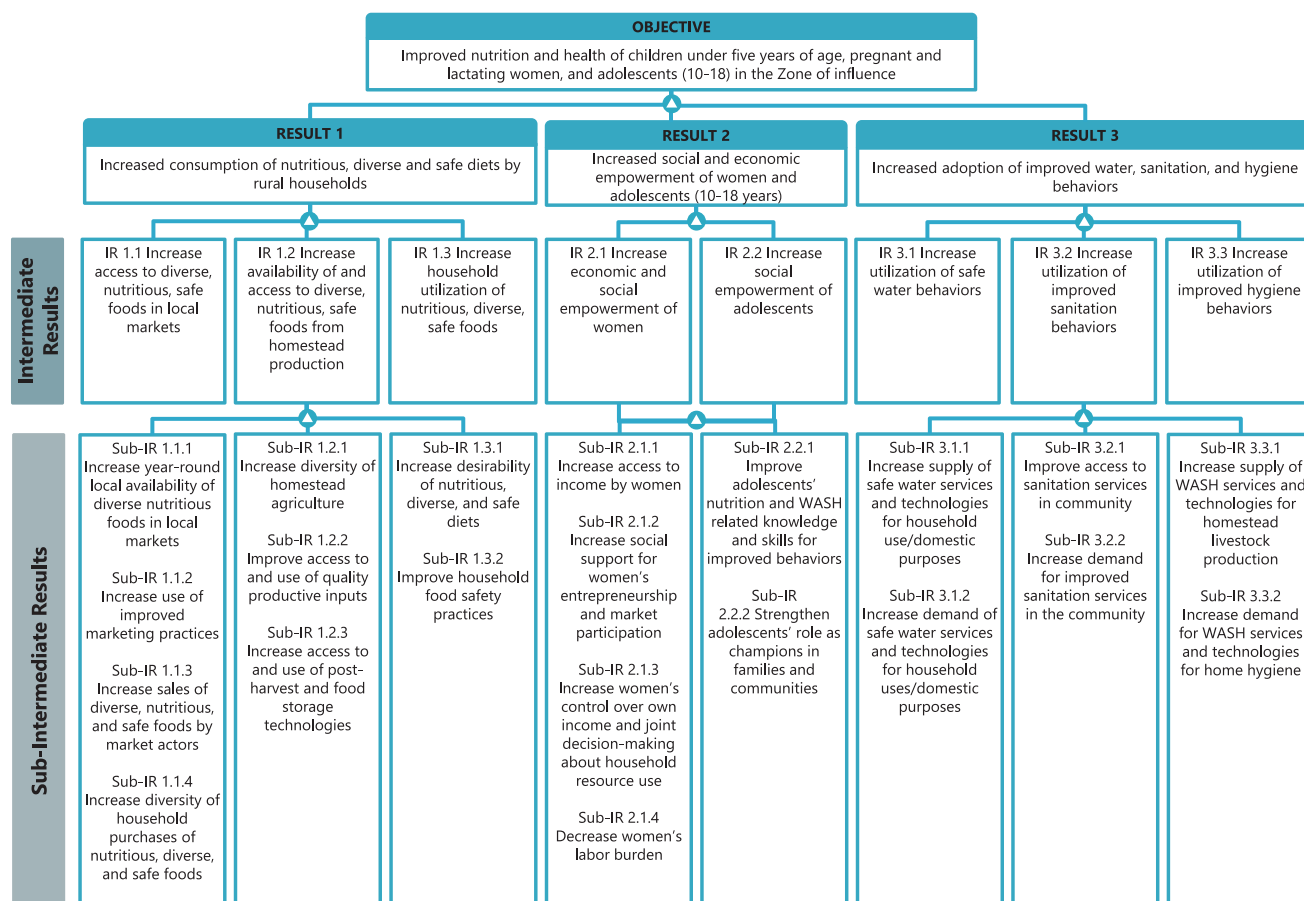 OBJECTIVE
Improved nutrition and health of children under five years of age, pregnant and
lactating women, and adolescents (10-18) in the Zone of influence
RESULT 1
Increased consumption of nutritious, diverse and safe diets by
rural households
RESULT 2
Increased social and economic
empowerment of women and
adolescents (10-18 years)
RESULT 3
Increased adoption of improved water, sanitation, and hygiene
behaviors
Intermediate
Results
IR 1.1 Increase
access to diverse,
nutritious, safe
foods in local
markets
IR 1.2 Increase
availability of and
access to diverse,
nutritious, safe
foods from
homestead
production
IR 1.3 Increase
household
utilization of
nutritious, diverse,
safe foods
IR 2.1 Increase
economic and
social
empowerment of
women
IR 2.2 Increase
social
empowerment of
adolescents
IR 3.1 Increase
utilization of safe
water behaviors
IR 3.2 Increase
utilization of
improved
sanitation
behaviors
IR 3.3 Increase
utilization of
improved hygiene
behaviors
Sub-Intermediate Results
Sub-IR 1.1.1
Increase year-round
local availability of
diverse nutritious
foods in local
markets
Sub-IR 1.1.2
Increase use of
improved
marketing practices
Sub-IR 1.1.3
Increase sales of
diverse, nutritious,
and safe foods by
market actors
Sub-IR 1.1.4
Increase diversity of
household
purchases of
nutritious, diverse,
and safe foods
Sub-IR 1.2.1
Increase diversity of
homestead
agriculture
Sub-IR 1.2.2
Improve access to
and use of quality
productive inputs
Sub-IR 1.2.3
Increase access to
and use of post-
harvest and food
storage
technologies
Sub-IR 1.3.1
Increase desirability
of nutritious,
diverse, and safe
diets
Sub-IR 1.3.2
Improve household
food safety
practices
Sub-IR 2.1.1
Increase access to
income by women
Sub-IR 2.1.2
Increase social
support for
women's
entrepreneurship
and market
participation
Sub-IR 2.1.3
Increase women's
control over own
income and joint
decision-making
about household
resource use
Sub-IR 2.1.4
Decrease women's
labor burden
Sub-IR 2.2.1
Improve
adolescents'
nutrition and WASH
related knowledge
and skills for
improved behaviors
Sub-IR
2.2.2 Strengthen
adolescents' role as
champions in
families and
communities
Sub-IR 3.1.1
Increase supply of
safe water services
and technologies
for household
use/domestic
purposes
Sub-IR 3.1.2
Increase demand of
safe water services
and technologies
for household
uses/domestic
purposes
Sub-IR 3.2.1
Improve access to
sanitation services
in community
Sub-IR 3.2.2
Increase demand
for improved
sanitation services
in the community
Sub-IR 3.3.1
Increase supply of
WASH services and
technologies for
homestead
livestock
production
Sub-IR 3.3.2
Increase demand
for WASH services
and technologies
for home hygiene